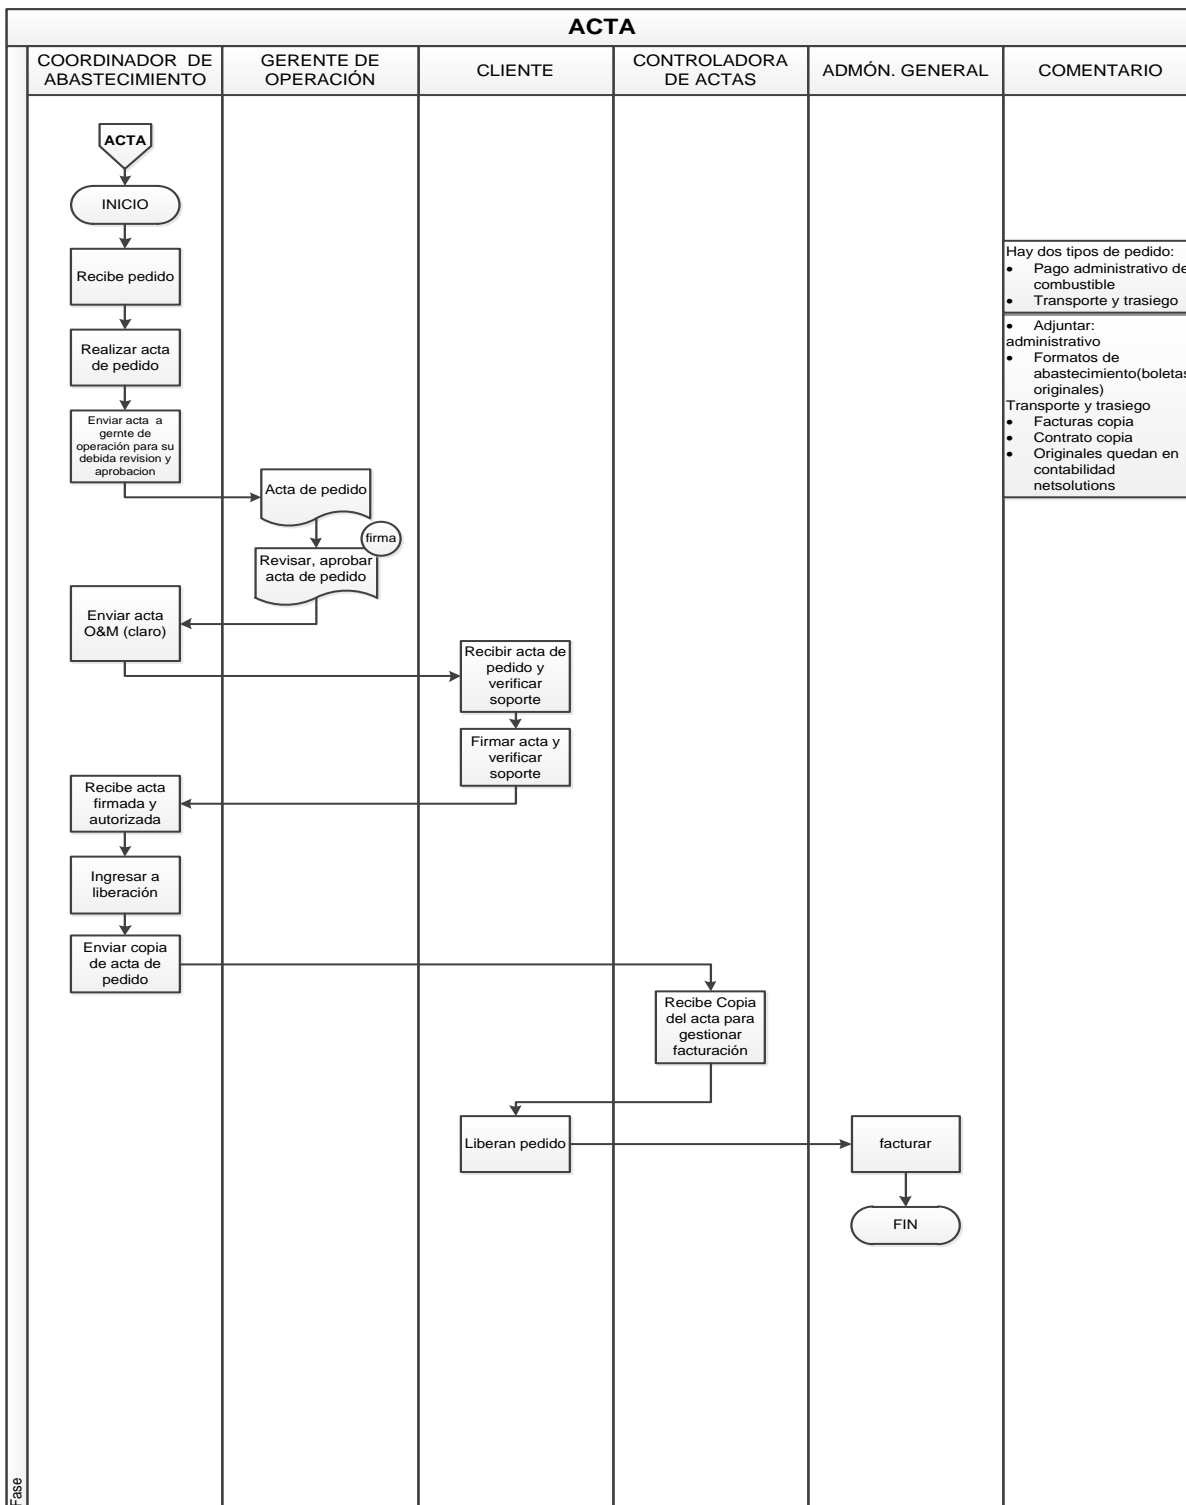 ACTA
COORDINADOR DE
ABASTECIMIENTO
GERENTE DE
OPERACIÓN
CLIENTE
CONTROLADORA
DE ACTAS
ADMÓN. GENERAL
COMENTARIO
ACTA
INICIO
Recibe pedido
Realizar acta
de pedido
Enviar acta a
gernte de
operación para su
debida revision y
aprobacion
Acta de pedido
firma
Revisar, aprobar
acta de pedido
Enviar acta
O&M (claro)
Recibir acta de
pedido y
verificar
soporte
Firmar acta y
verificar
soporte
Recibe acta
firmada y
autorizada
Ingresar a
liberación
Enviar copia
de acta de
pedido
Recibe Copia
del acta para
gestionar
facturación
Liberan pedido
facturar
FIN
Hay dos tipos de pedido:
• Pago administrativo de
combustible
• Transporte y trasiego
• Adjuntar:
administrativo
• Formatos de
abastecimiento(boletas
originales)
Transporte y trasiego
• Facturas copia
• Contrato copia
• Originales quedan en
contabilidad
netsolutions
Fase